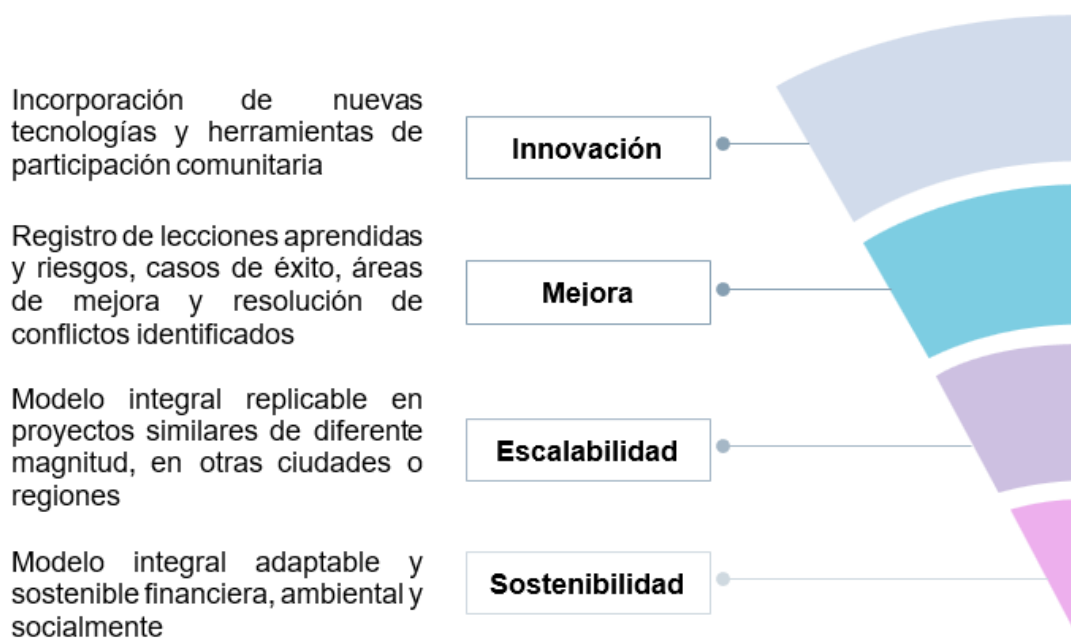 Incorporación de nuevas
tecnologías y herramientas de
participación comunitaria
Innovación
Registro de lecciones aprendidas
y riesgos, casos de éxito, áreas
de mejora y resolución de
conflictos identificados
Mejora
Modelo integral replicable en
proyectos similares de diferente
magnitud, en otras ciudades o
regiones
Escalabilidad
Modelo integral adaptable y
sostenible financiera, ambiental y
socialmente
Sostenibilidad